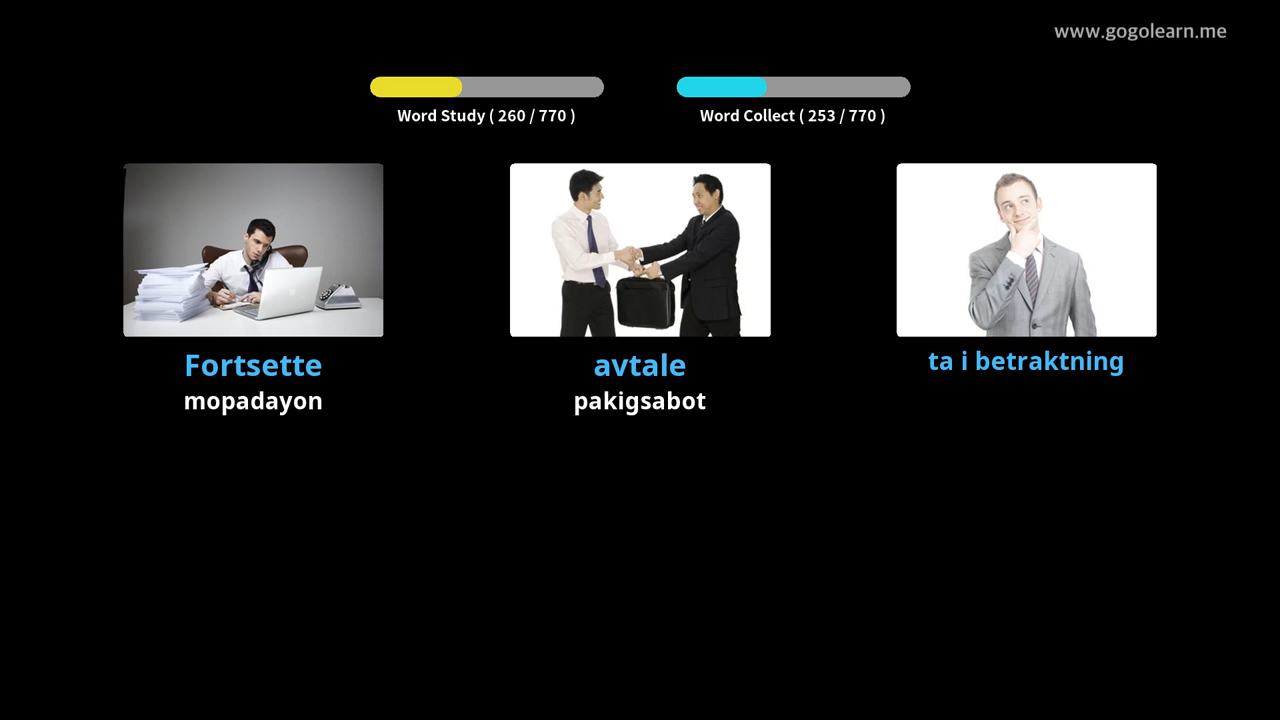 www.gogolearn.me
Word Study ( 260 / 770 )
Word Collect ( 253 / 770 )
Fortsette
mopadayon
avtale
pakigsabot
ta i betraktning